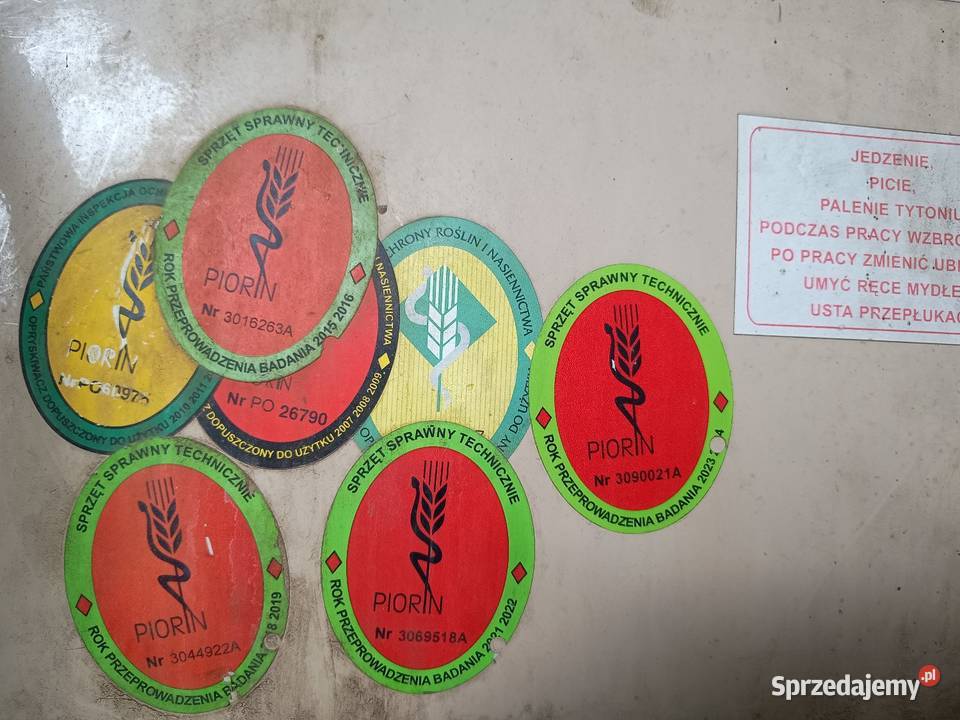 SPRZĘT SPRAWNY TECHNICZNIE
PIORIN
Nr 3016263A
ROK PRZEPROWADZENIA BADANIA 2015 2016
PAŃSTWOWA INSPEKCJA
PIORIN
OPRYSKIWACZ DOPUSZCZONY DO UŻYTKU 2010 2011
I NASIENNICTWA
Nr PO 26790
DOPUSZCZONY DO UŻYTKU 2007 2008 2009
ROŚLIN I NASIENNICTWA
SPRZĘT SPRAWNY TECHNICZNIE
PIORIN
Nr 3090021A
ROK PRZEPROWADZENIA BADANIA 2023
SPRZĘT SPRAWNY TECHNICZNIE
PIORIN
Nr 3044922A
ROK PRZEPROWADZENIA BADANIA 2019
SPRZĘT SPRAWNY TECHNICZNIE
PIORIN
Nr 3069518A
ROK PRZEPROWADZENIA BADANIA 2021 2022
JEDZENIE,
PICIE,
PALENIE TYTONIU
PODCZAS PRACY WZBRO
PO PRACY ZMIENIĆ UBI
UMYĆ RĘCE MYDŁE
USTA PRZEPŁUKAĆ
Sprzedajemy.pl